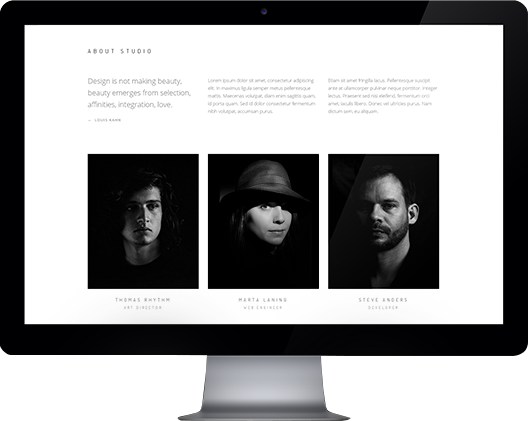 ABOUT STUDIO
Design is not making beauty,
beauty emerges from selection,
affinities, integration, love.
— LOUIS KAHN
Lorem ipsum dolor sit amet, consectetur adipiscing
elit. In maximus ligula semper metus pellentesque
mattis. Maecenas volutpat, diam enim sagittis quam,
id porta quam. Sed id dolor consectetur fermentum
nibh volutpat, accumsan purus.
Etiam sit amet fringilla lacus. Pellentesque suscipit
ante at ullamcorper pulvinar neque porttitor. Integer
lectus. Praesent sed nisi eleifend, fermentum orci
amet, iaculis libero. Donec vel ultricies purus. Nam
dictum sem, eu aliquam.
THOMAS RHYTHM
ART DIRECTOR
MARTA LANING
WEB ENGINEER
STEVE ANDERS
DEVELOPER